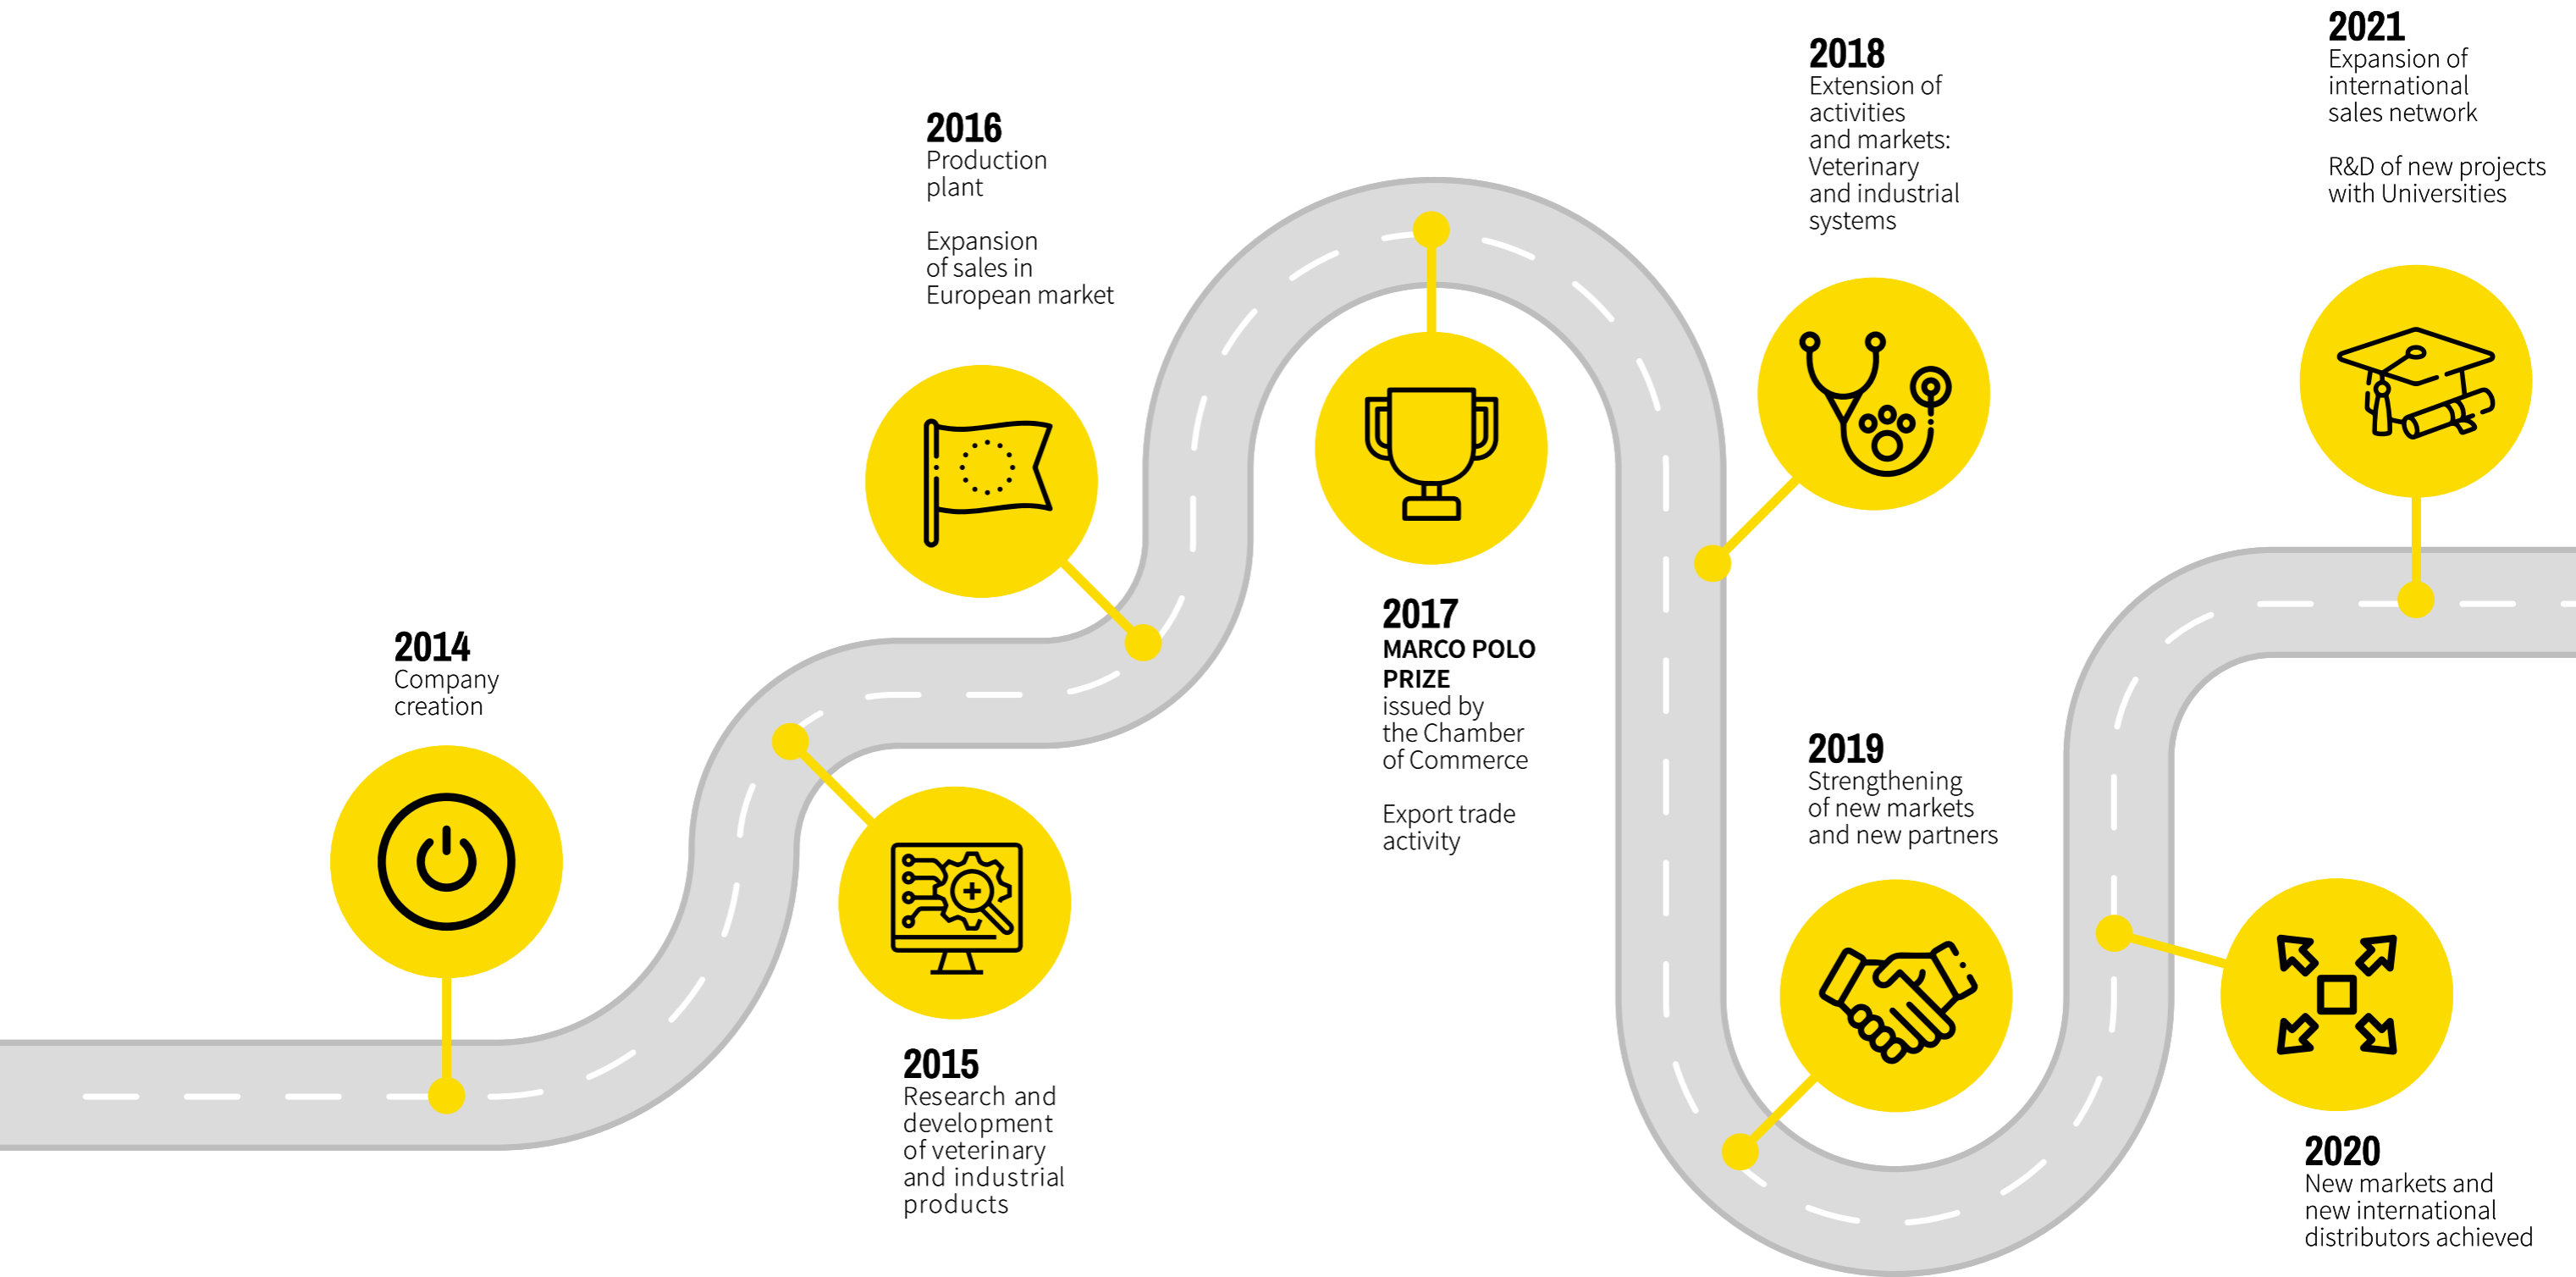 2014
Company
creation
2015
Research and
development
of veterinary
and industrial
products
2016
Production
plant
Expansion
of sales in
European market
2017
MARCO POLO
PRIZE
issued by
the Chamber
of Commerce
Export trade
activity
2018
Extension of
activities
and markets:
Veterinary
and industrial
systems
2019
Strengthening
of new markets
and new partners
2020
New markets and
new international
distributors achieved
2021
Expansion of
international
sales network
R&D of new projects
with Universities